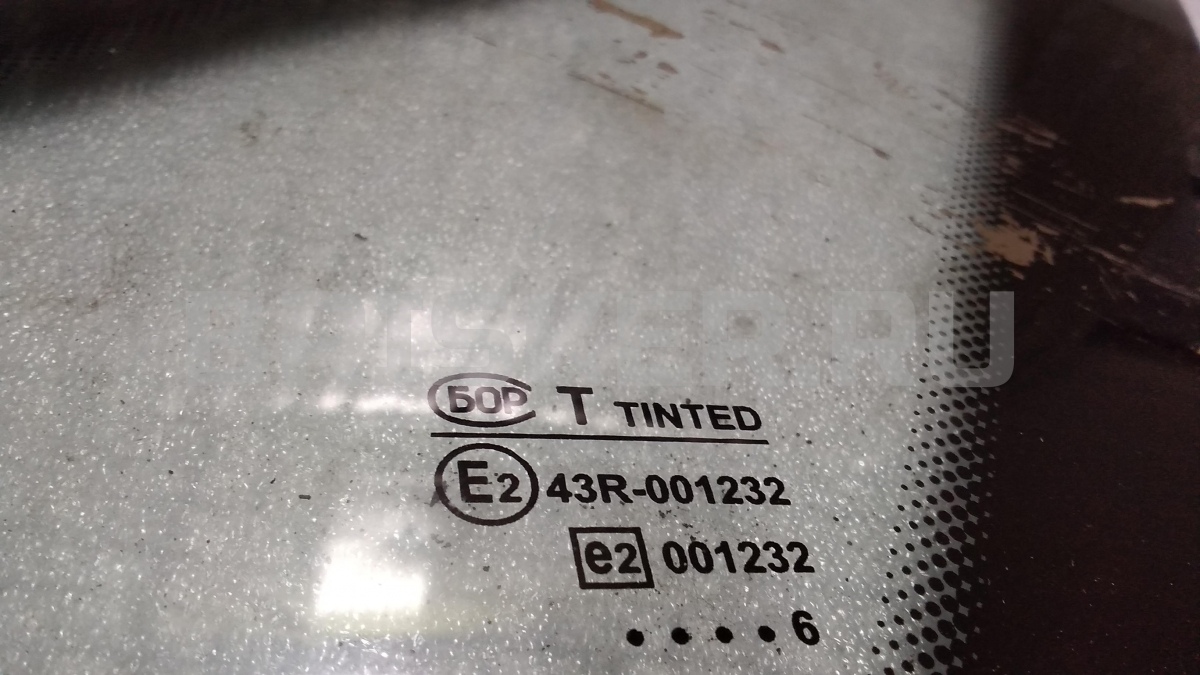 БОР T TINTED
E2 43R-001232
e2 001232
• • • • 6